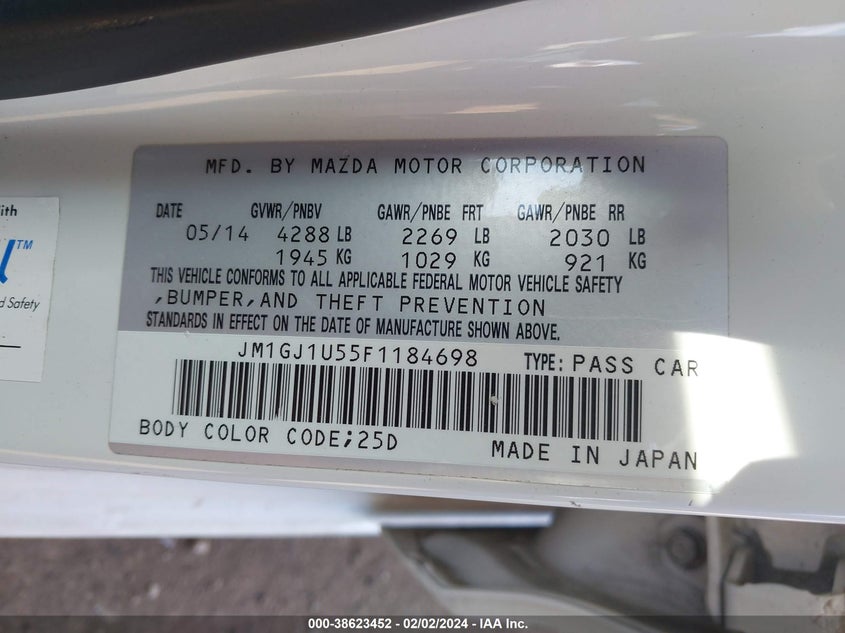 MFD. BY MAZDA MOTOR CORPORATION
DATE GVWR/PNBV GAWR/PNBE FRT GAWR/PNBE RR
05/14 4288 LB 2269 LB 2030 LB
1945 KG 1029 KG 921 KG
THIS VEHICLE CONFORMS TO ALL APPLICABLE FEDERAL MOTOR VEHICLE SAFETY
,BUMPER,AND THEFT PREVENTION
STANDARDS IN EFFECT ON THE DATE OF MANUFACTURE SHOWN ABOVE.
JM1GJ1U55F1184698 TYPE: PASS CAR
BODY COLOR CODE;25D MADE IN JAPAN
TM
Safety
000-38623452 - 02/02/2024 - IAA Inc.